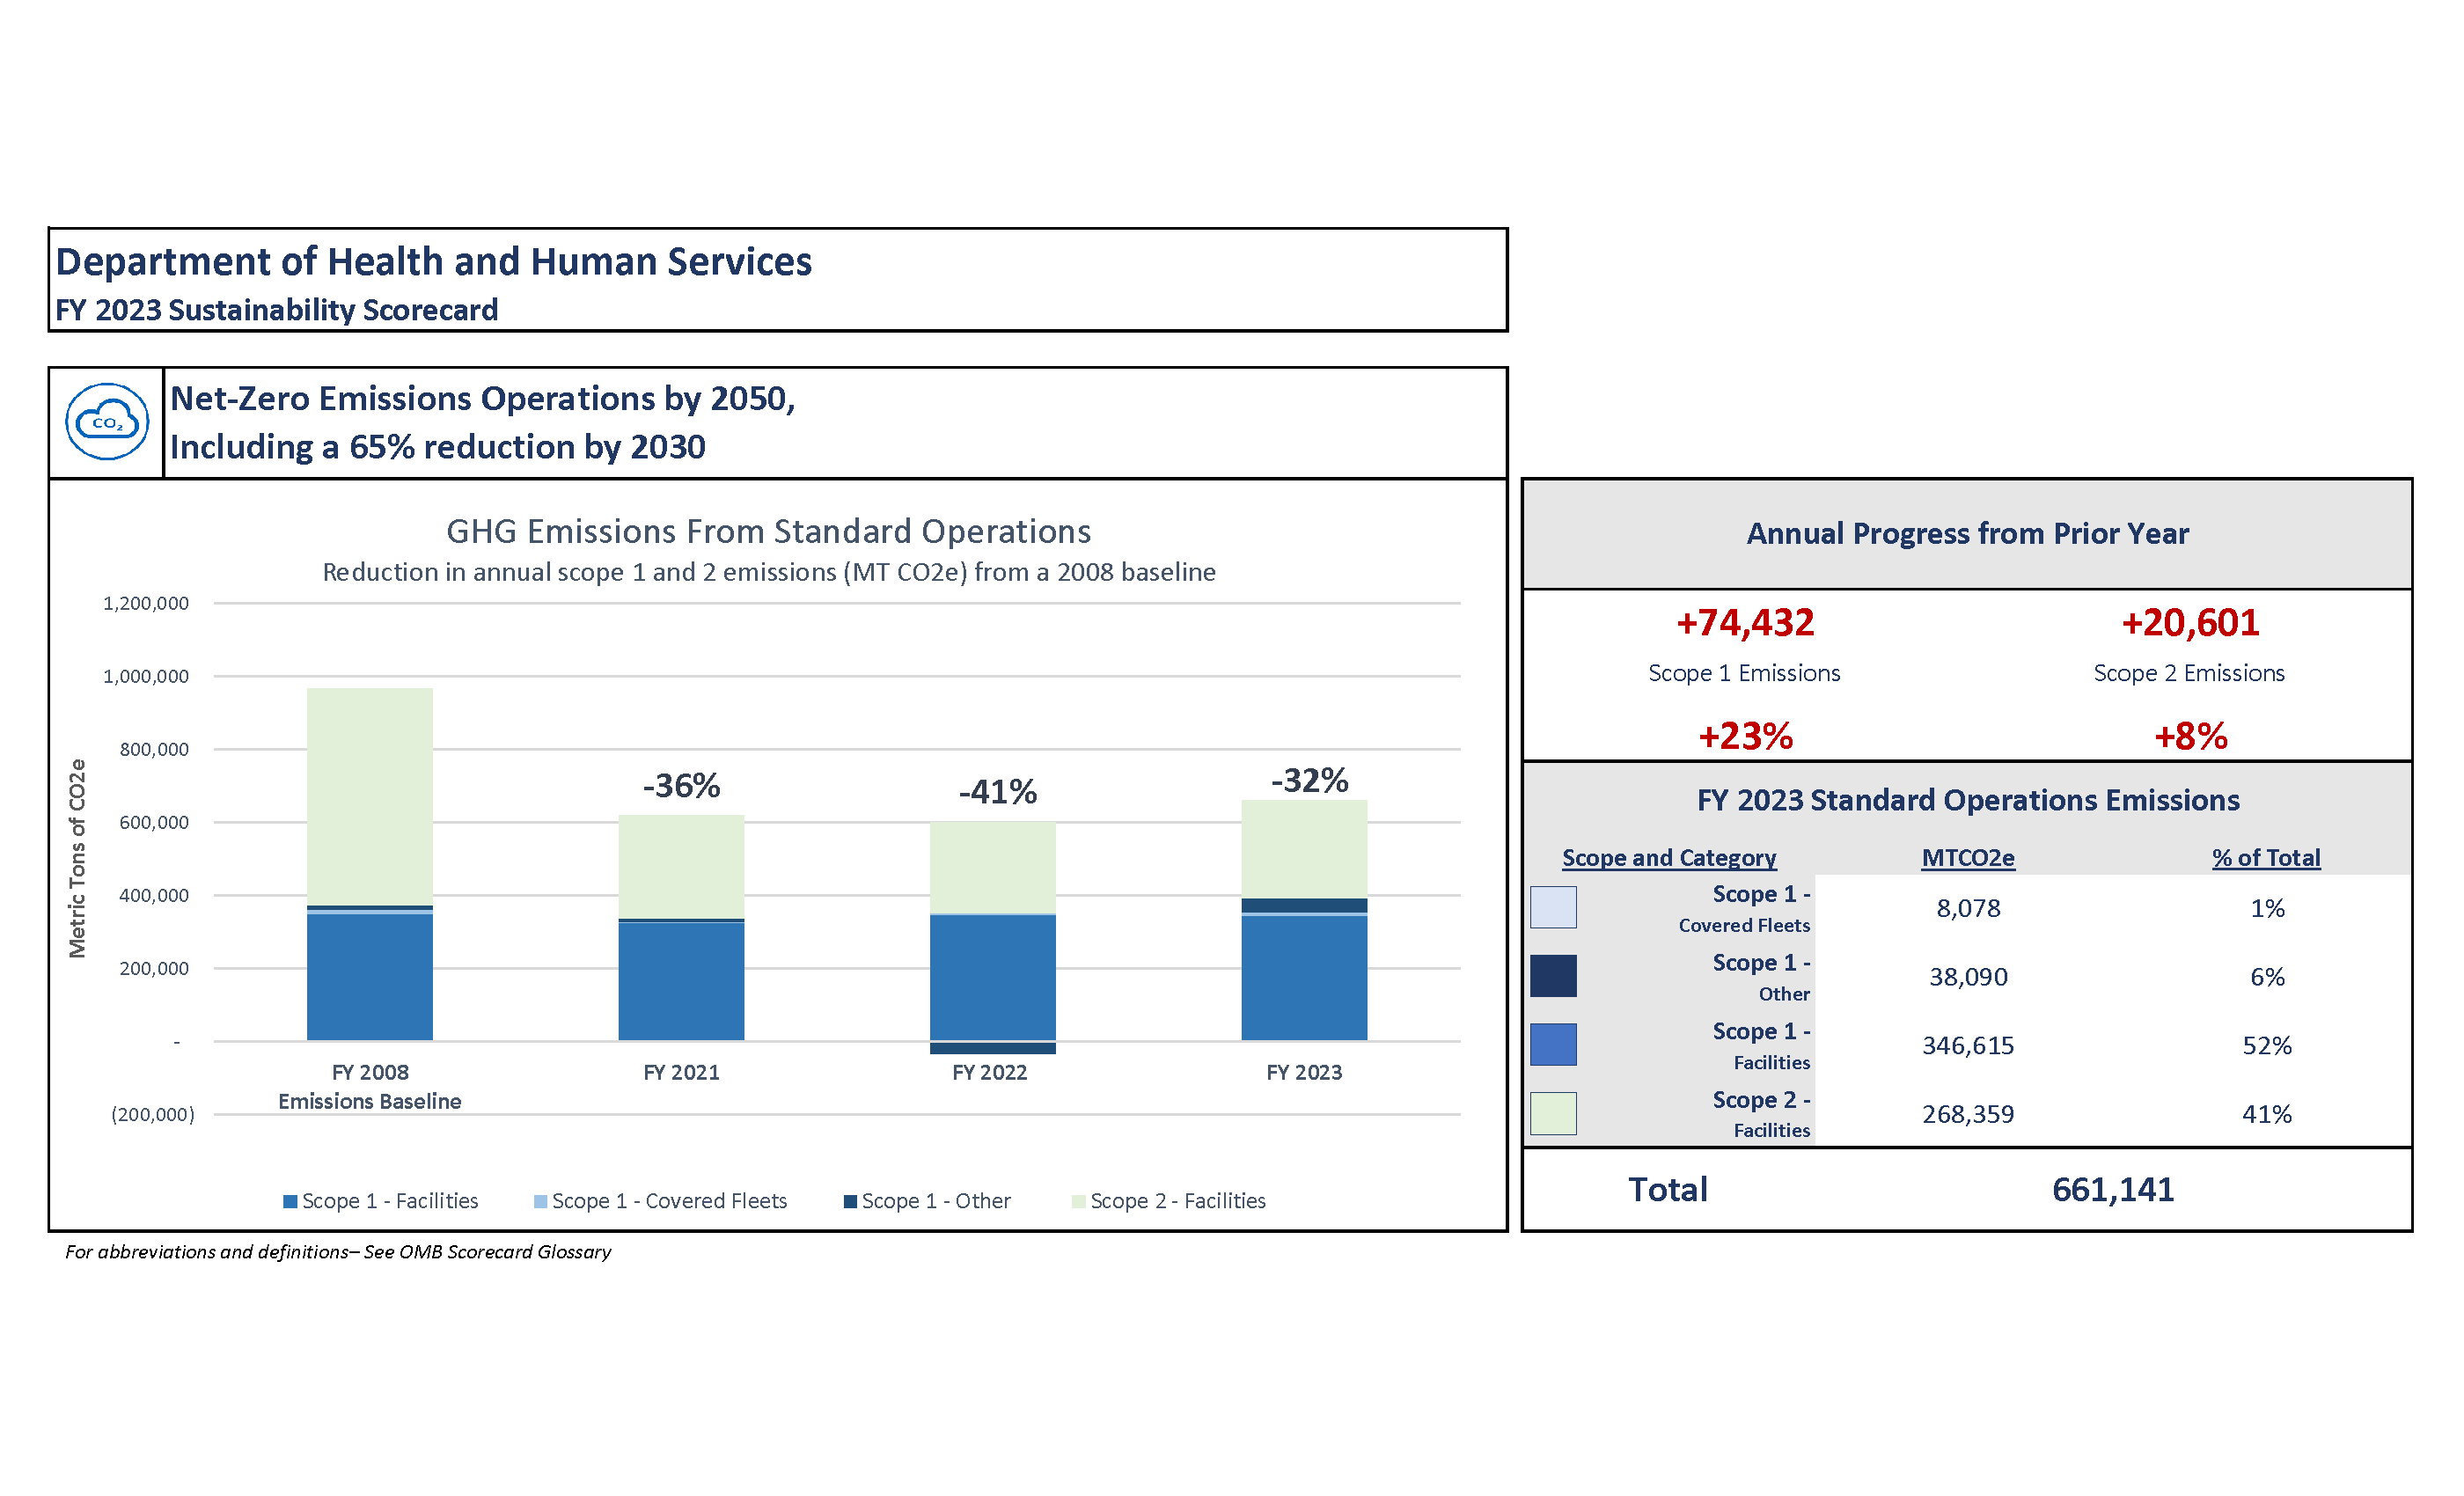 Department of Health and Human Services
FY 2023 Sustainability Scorecard
CO₂
Net-Zero Emissions Operations by 2050,
Including a 65% reduction by 2030
GHG Emissions From Standard Operations
Reduction in annual scope 1 and 2 emissions (MT CO2e) from a 2008 baseline
Metric Tons of CO2e
1,200,000
1,000,000
800,000
600,000
400,000
200,000
-
(200,000)
-36%
-41%
-32%
FY 2008
Emissions Baseline
FY 2021
FY 2022
FY 2023
Scope 1 - Facilities
Scope 1 - Covered Fleets
Scope 1 - Other
Scope 2 - Facilities
For abbreviations and definitions– See OMB Scorecard Glossary
Annual Progress from Prior Year
+74,432 +20,601
Scope 1 Emissions Scope 2 Emissions
+23% +8%
FY 2023 Standard Operations Emissions
Scope and Category MTCO2e % of Total
Scope 1 -
Covered Fleets 8,078 1%
Scope 1 -
Other 38,090 6%
Scope 1 -
Facilities 346,615 52%
Scope 2 -
Facilities 268,359 41%
Total 661,141